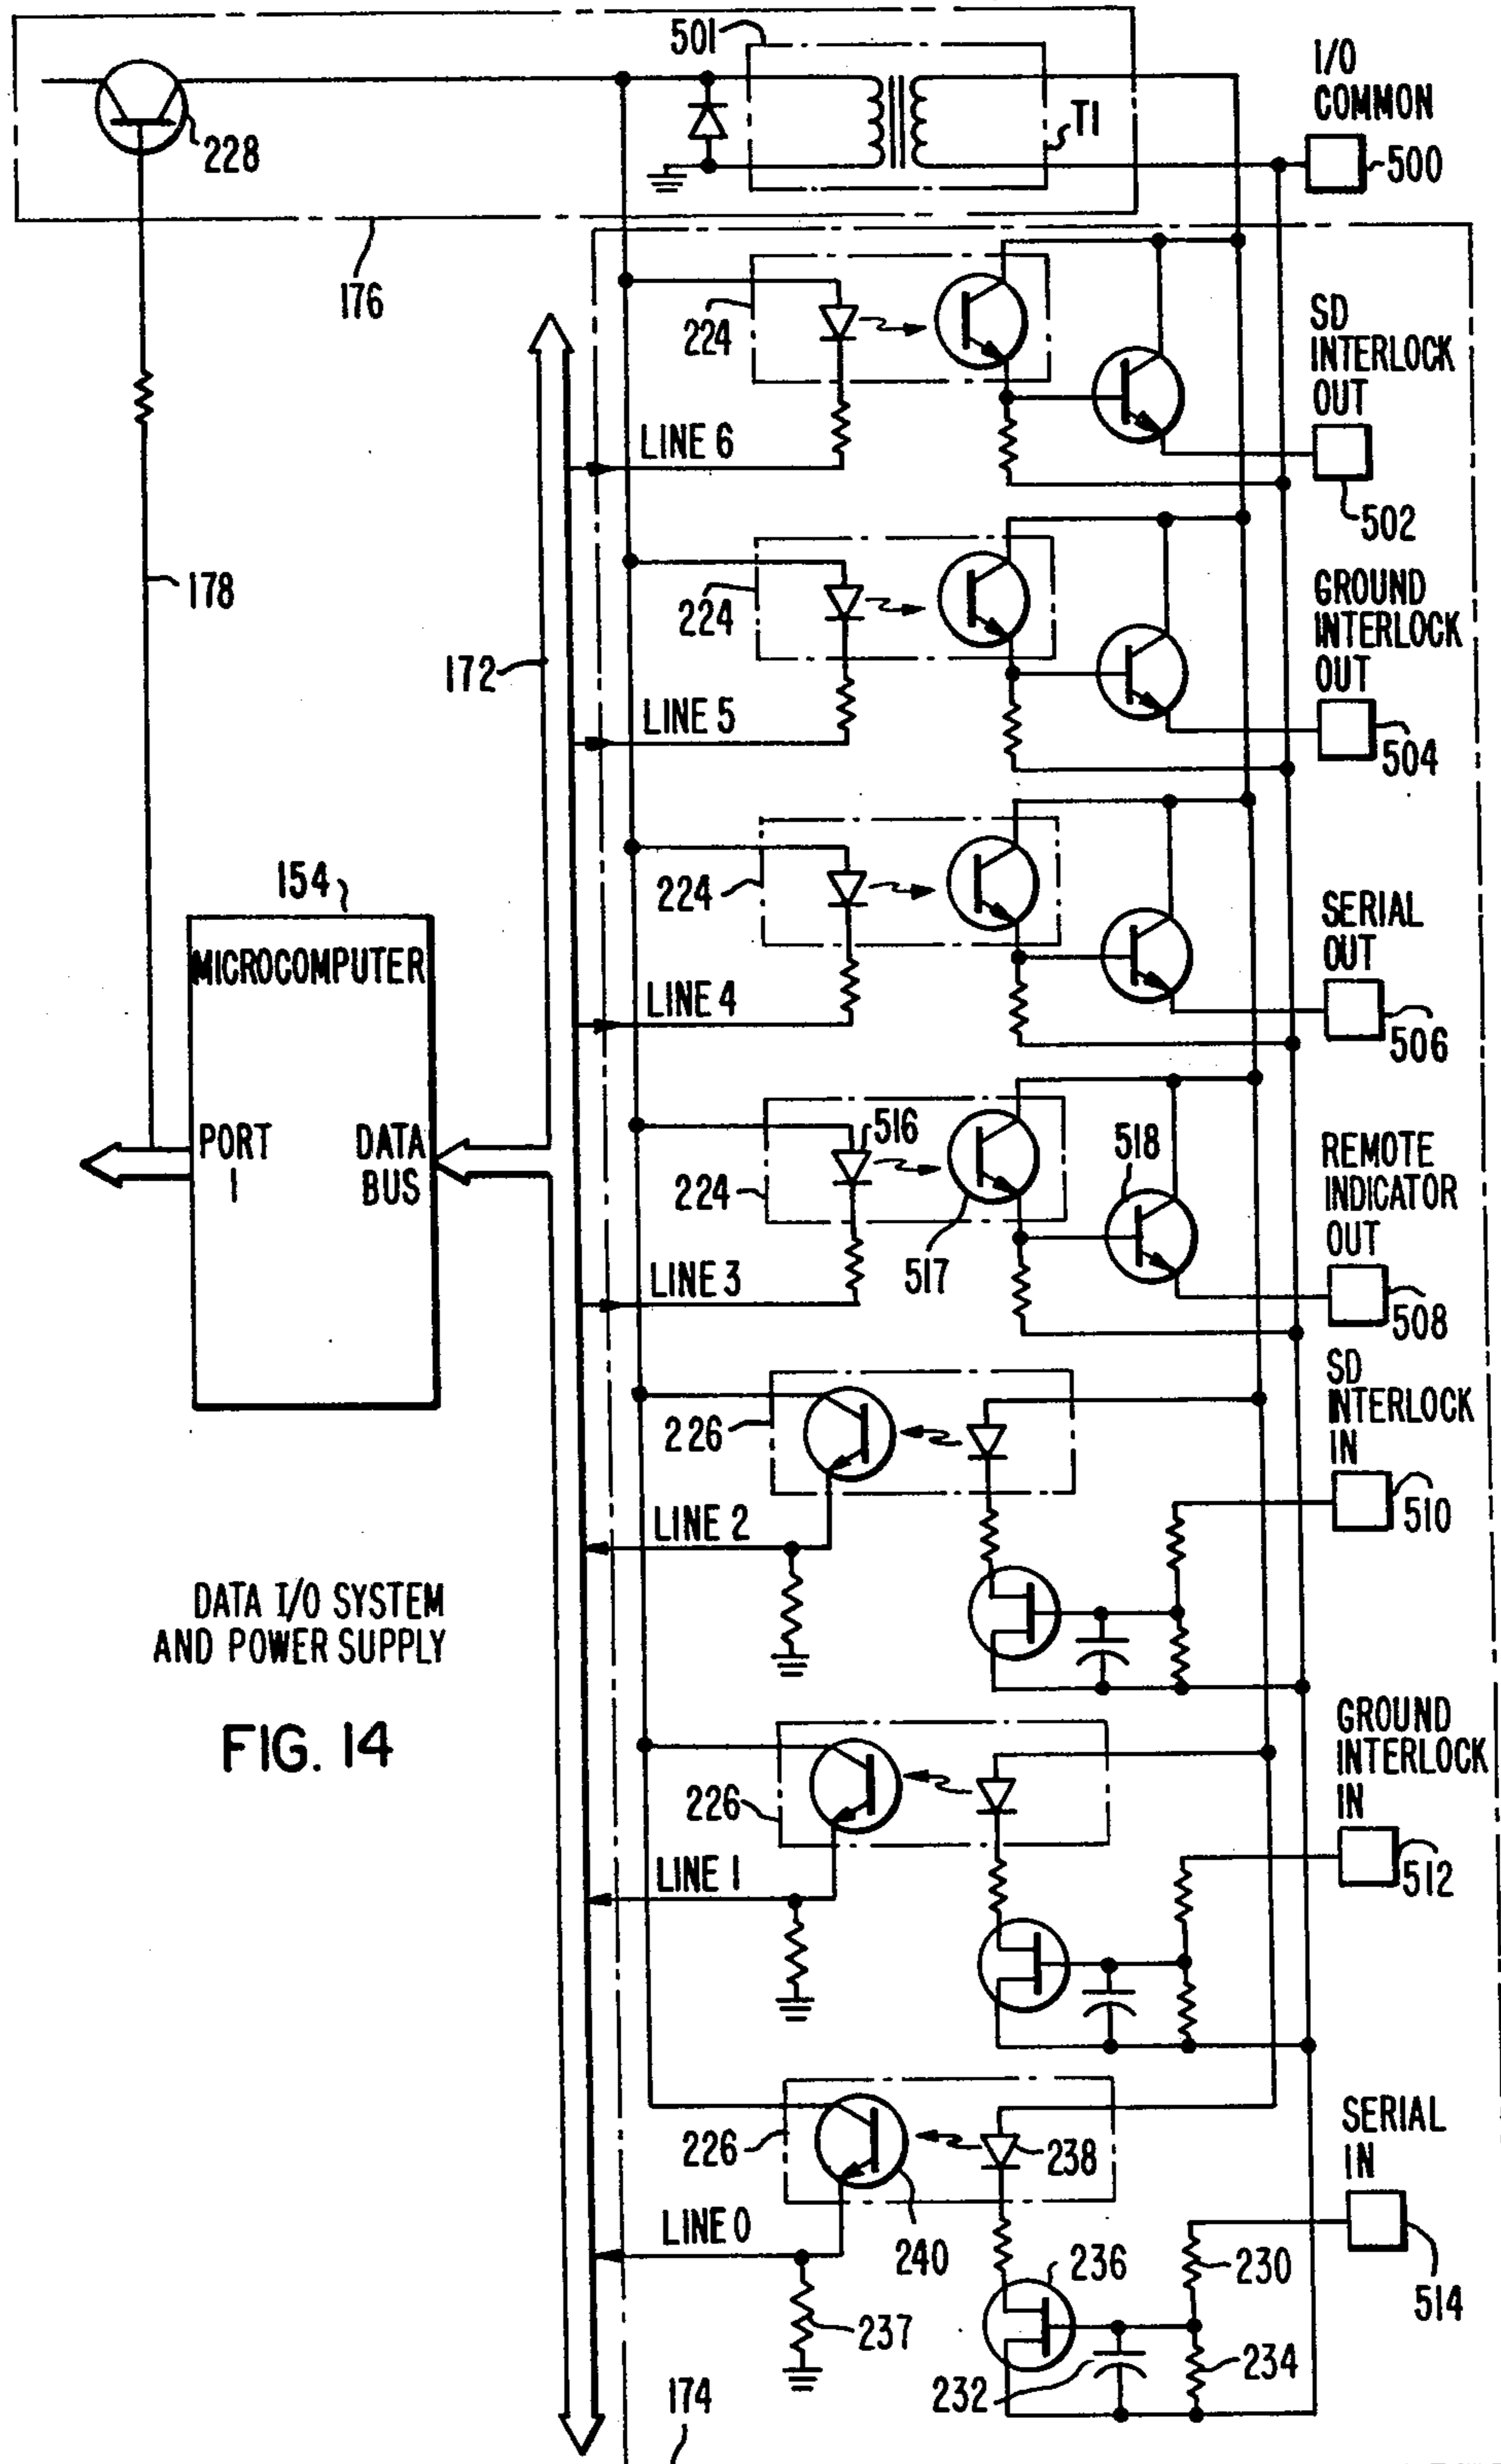 501
I/O
COMMON
T1
228
500
176
224
SD
INTERLOCK
OUT
LINE 6
502
178
224
GROUND
INTERLOCK
OUT
172
LINE 5
504
154
MICROCOMPUTER
224
SERIAL
OUT
LINE 4
506
PORT
1
DATA
BUS
516
224
517
518
REMOTE
INDICATOR
OUT
LINE 3
508
226
SD
INTERLOCK
IN
LINE 2
510
DATA I/O SYSTEM
AND POWER SUPPLY
FIG. 14
226
GROUND
INTERLOCK
IN
LINE 1
512
226
238
SERIAL
IN
LINE 0
240
236
230
514
237
232
234
174